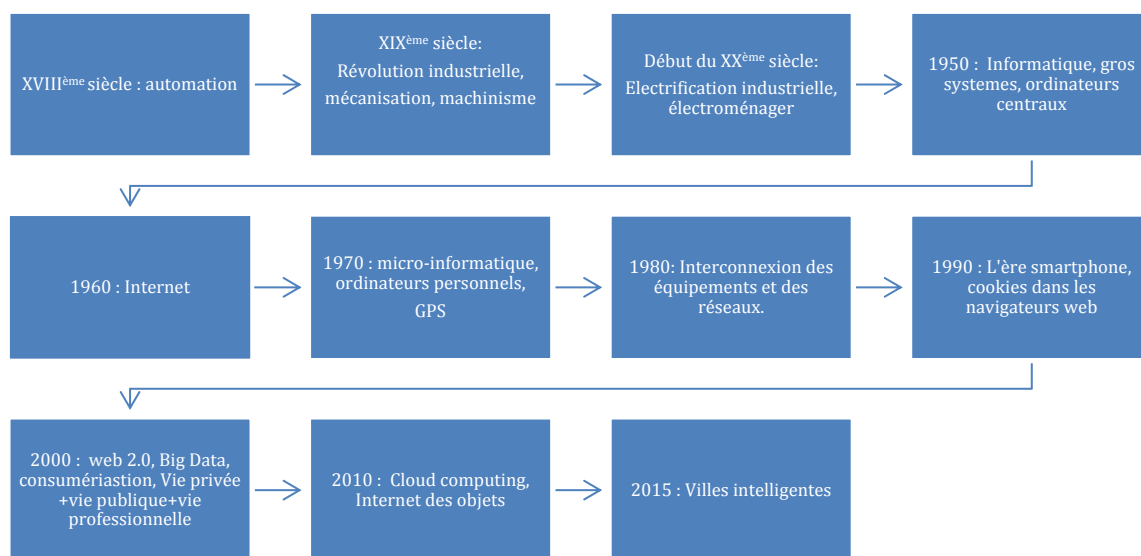 XVIIIème siècle : automation
XIXème siècle:
Révolution industrielle,
mécanisation, machinisme
Début du XXème siècle:
Electrification industrielle,
électroménager
1950 : Informatique, gros
systemes, ordinateurs
centraux
1960 : Internet
1970 : micro-informatique,
ordinateurs personnels,
GPS
1980: Interconnexion des
équipements et des
réseaux.
1990 : L'ère smartphone,
cookies dans les
navigateurs web
2000 : web 2.0, Big Data,
consumériastion, Vie privée
+vie publique+vie
professionnelle
2010 : Cloud computing,
Internet des objets
2015 : Villes intelligentes